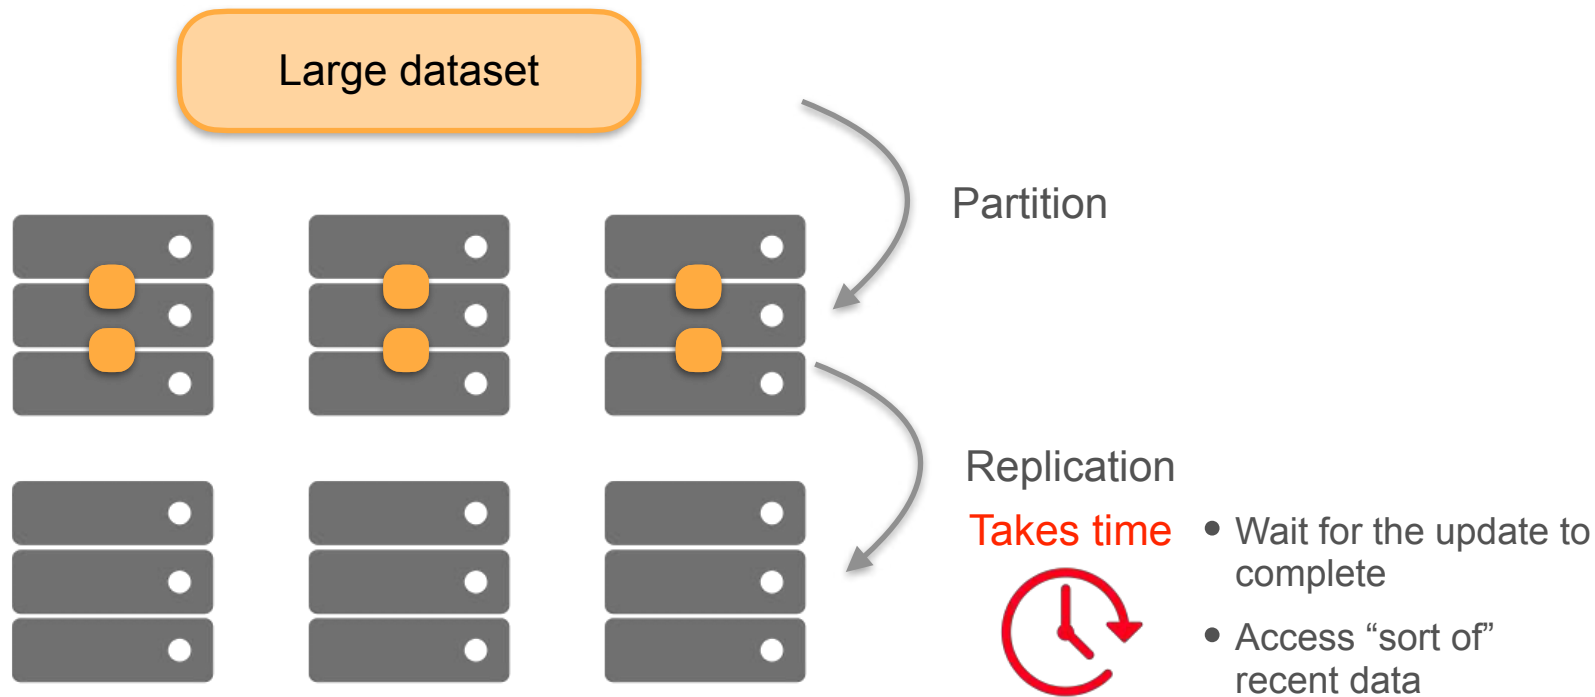 Large dataset
Partition
Replication
Takes time
• Wait for the update to
complete
• Access “sort of”
recent data